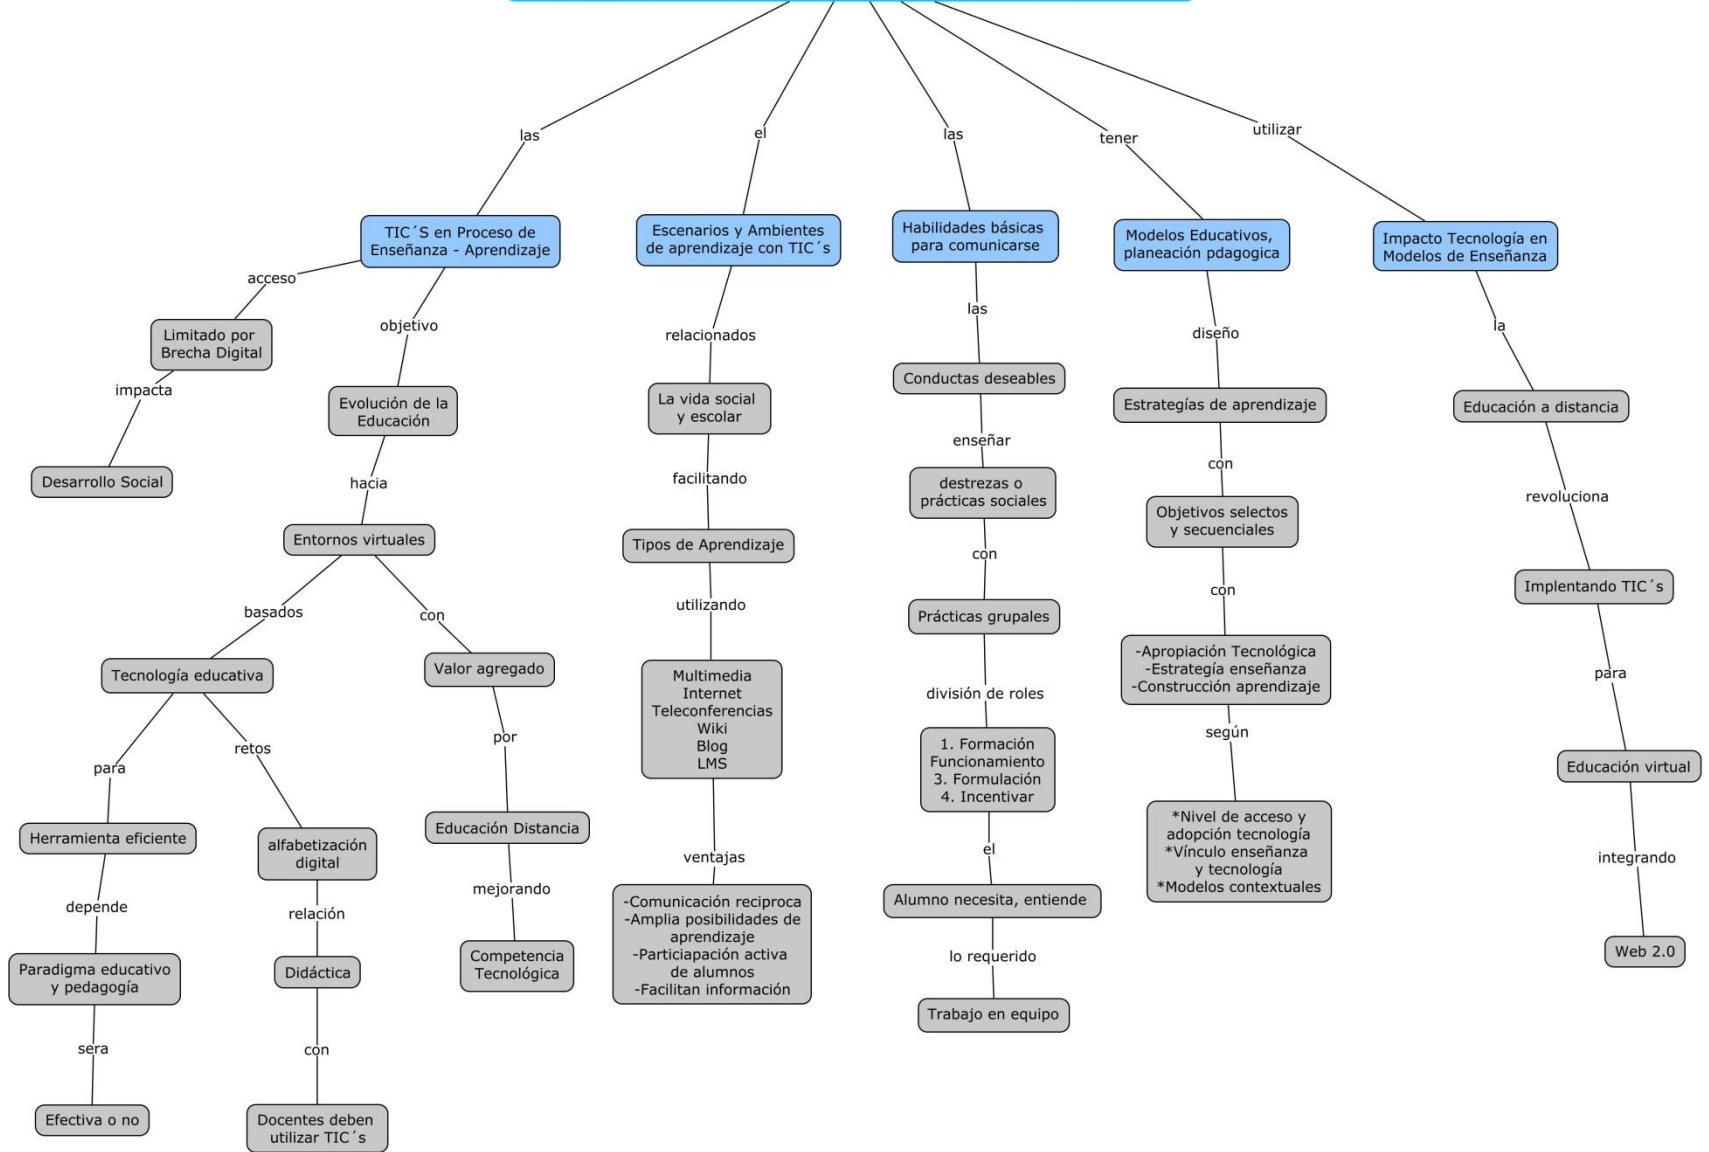 las
el
las
tener
utilizar
TIC´S en Proceso de
Enseñanza - Aprendizaje
Escenarios y Ambientes
de aprendizaje con TIC´s
Habilidades básicas
para comunicarse
Modelos Educativos,
planeación pdagogica
Impacto Tecnología en
Modelos de Enseñanza
acceso
Limitado por
Brecha Digital
impacta
Desarrollo Social
objetivo
Evolución de la
Educación
hacia
Entornos virtuales
basados
Tecnología educativa
para
Herramienta eficiente
depende
Paradigma educativo
y pedagogía
sera
Efectiva o no
retos
alfabetización
digital
relación
Didáctica
con
Docentes deben
utilizar TIC´s
con
Valor agregado
por
Educación Distancia
mejorando
Competencia
Tecnológica
relacionados
La vida social
y escolar
facilitando
Tipos de Aprendizaje
utilizando
Multimedia
Internet
Teleconferencias
Wiki
Blog
LMS
ventajas
-Comunicación reciproca
-Amplia posibilidades de
aprendizaje
-Particiapación activa
de alumnos
-Facilitan información
las
Conductas deseables
enseñar
destrezas o
prácticas sociales
con
Prácticas grupales
división de roles
1. Formación
Funcionamiento
3. Formulación
4. Incentivar
el
Alumno necesita, entiende
lo requerido
Trabajo en equipo
diseño
Estrategías de aprendizaje
con
Objetivos selectos
y secuenciales
con
-Apropiación Tecnológica
-Estrategía enseñanza
-Construcción aprendizaje
según
*Nivel de acceso y
adopción tecnología
*Vínculo enseñanza
y tecnología
*Modelos contextuales
la
Educación a distancia
revoluciona
Implentando TIC´s
para
Educación virtual
integrando
Web 2.0